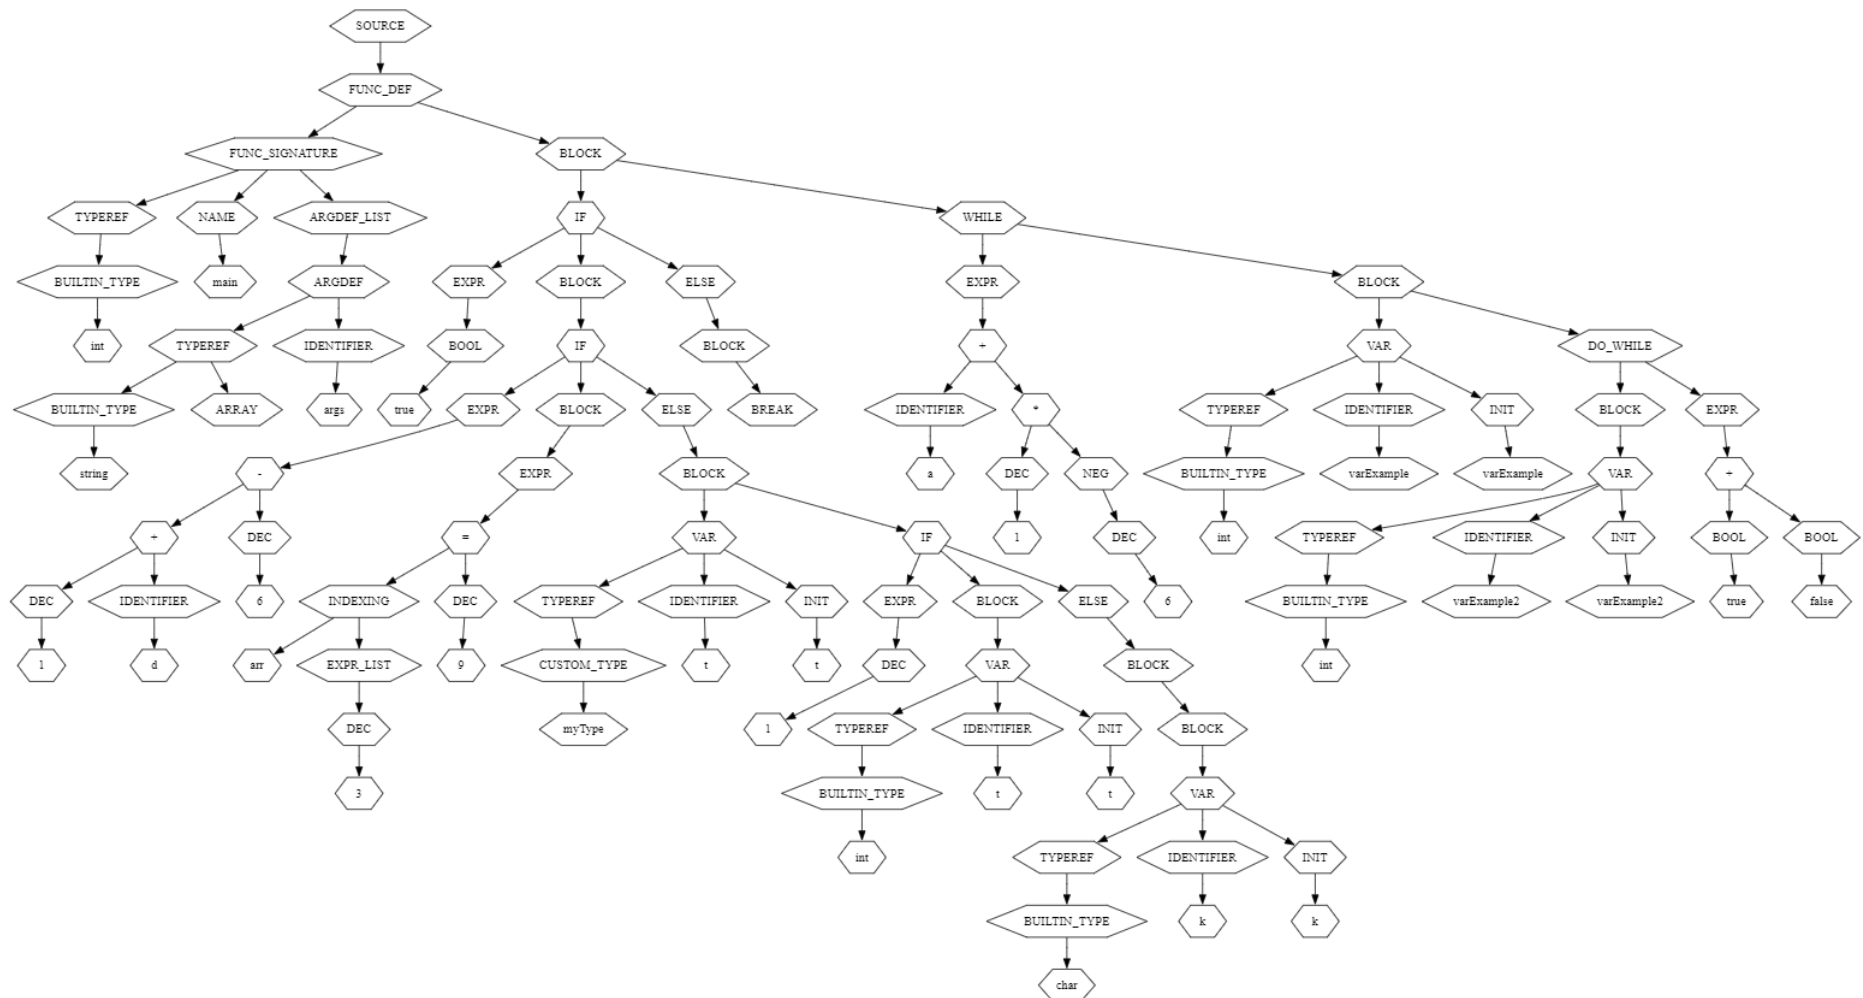 SOURCE
FUNC_DEF
FUNC_SIGNATURE BLOCK
TYPEREF NAME ARGDEF_LIST IF WHILE
BUILTIN_TYPE main ARGDEF EXPR BLOCK ELSE EXPR BLOCK
int TYPEREF IDENTIFIER BOOL IF BLOCK + VAR DO_WHILE
BUILTIN_TYPE ARRAY args true EXPR BLOCK ELSE BREAK IDENTIFIER * TYPEREF IDENTIFIER INIT BLOCK EXPR
string - EXPR BLOCK a DEC NEG BUILTIN_TYPE varExample varExample VAR +
+ DEC = VAR IF 1 DEC int TYPEREF IDENTIFIER INIT BOOL BOOL
DEC IDENTIFIER 6 INDEXING DEC TYPEREF IDENTIFIER INIT EXPR BLOCK ELSE 6 BUILTIN_TYPE varExample2 varExample2 true false
1 d arr EXPR_LIST 9 CUSTOM_TYPE t t DEC VAR BLOCK int
DEC myType 1 TYPEREF IDENTIFIER INIT BLOCK
3 BUILTIN_TYPE t t VAR
int TYPEREF IDENTIFIER INIT
BUILTIN_TYPE k k
char